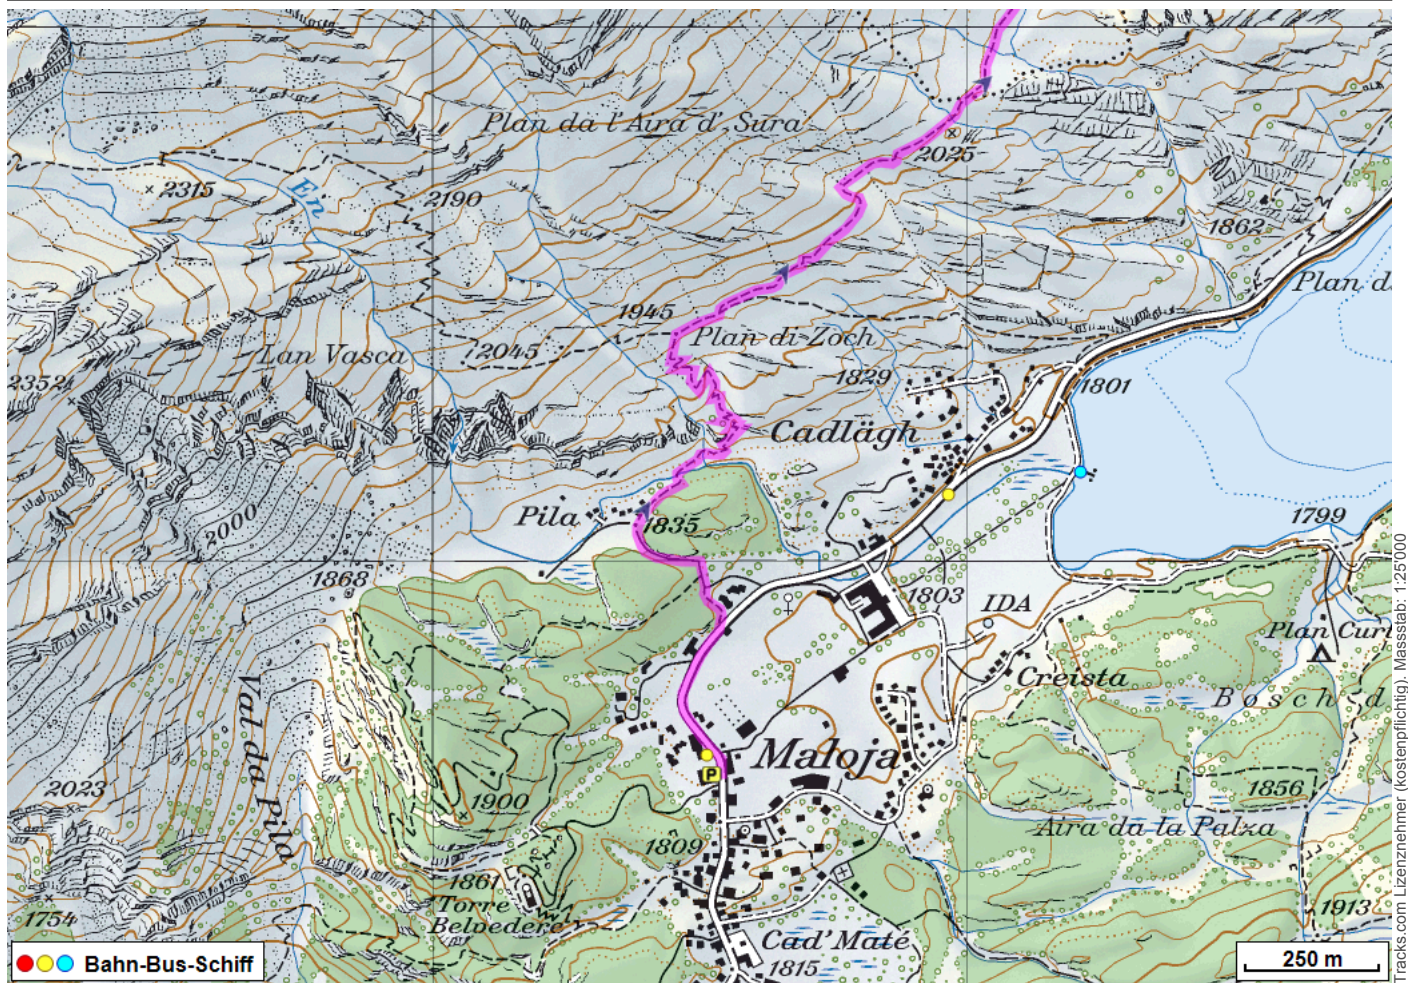 Plan da l'Aira d'Sura
2025
2315
En
2190
1862
Plan d
1945
Plan di Zoch
Lan Vasca
2045
1829
2352
1801
Cadlägh
2000
Pila
1835
1799
1868
1803
IDA
Plan Curt
Creista
Bosch d
Val da Pila
Maloja
P
2023
1900
1856
Aira da la Palza
1809
1861
Torre
Belvedere
1754
1913
Cad'Maté
1815
Bahn-Bus-Schiff
250 m
Tracks.com Lizenznehmer (kostenpflichtig). Massstab: 1:25'000